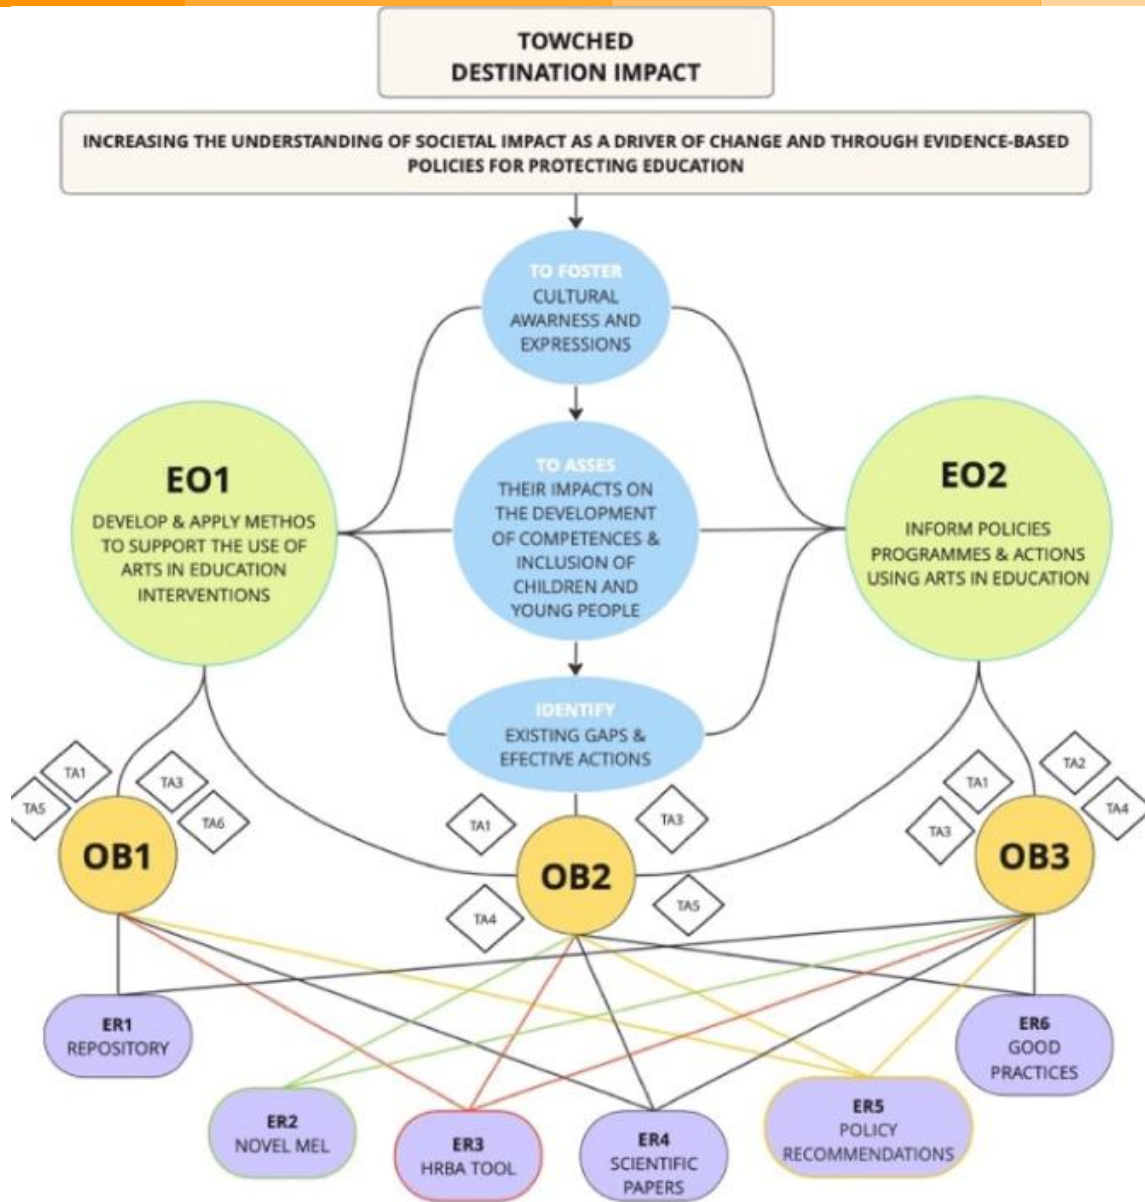 TOWCHED
DESTINATION IMPACT
INCREASING THE UNDERSTANDING OF SOCIETAL IMPACT AS A DRIVER OF CHANGE AND THROUGH EVIDENCE-BASED
POLICIES FOR PROTECTING EDUCATION
TO FOSTER
CULTURAL
AWARNESS AND
EXPRESSIONS
EO1
DEVELOP & APPLY METHOS
TO SUPPORT THE USE OF
ARTS IN EDUCATION
INTERVENTIONS
TO ASSES
THEIR IMPACTS ON
THE DEVELOPMENT
OF COMPETENCES &
INCLUSION OF
CHILDREN AND
YOUNG PEOPLE
EO2
INFORM POLICIES
PROGRAMMES & ACTIONS
USING ARTS IN EDUCATION
IDENTIFY
EXISTING GAPS &
EFECTIVE ACTIONS
TA1
TA5
TA3
TA6
OB1
TA1
TA3
OB2
TA4
TA5
TA1
TA3
TA2
TA4
OB3
ER1
REPOSITORY
ER2
NOVEL MEL
ER3
HRBA TOOL
ER4
SCIENTIFIC
PAPERS
ER5
POLICY
RECOMMENDATIONS
ER6
GOOD
PRACTICES